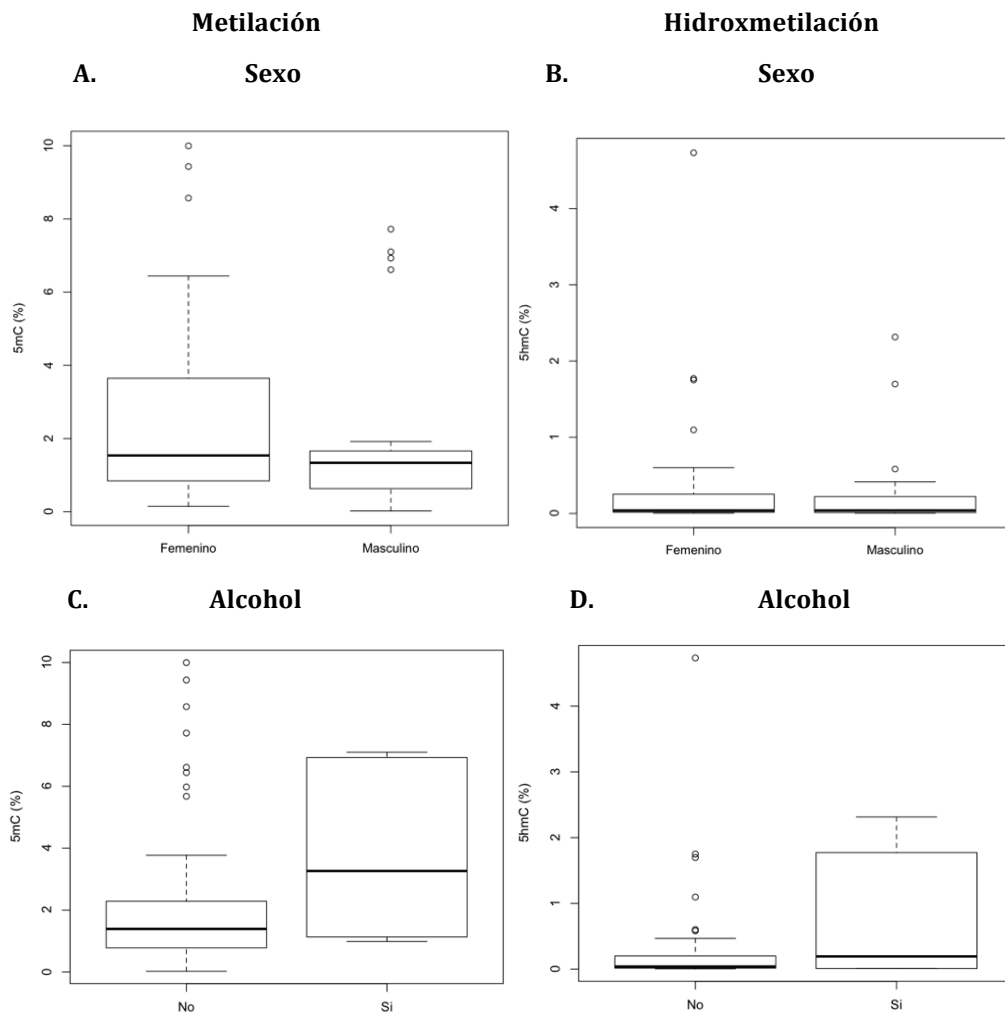 Metilación
Hidroxmetilación
A. Sexo
B. Sexo
5mC (%)
0
2
4
6
8
10
Femenino
Masculino
5hmC (%)
0
1
2
3
4
Femenino
Masculino
C. Alcohol
D. Alcohol
5mC (%)
0
2
4
6
8
10
No
Si
5hmC (%)
0
1
2
3
4
No
Si